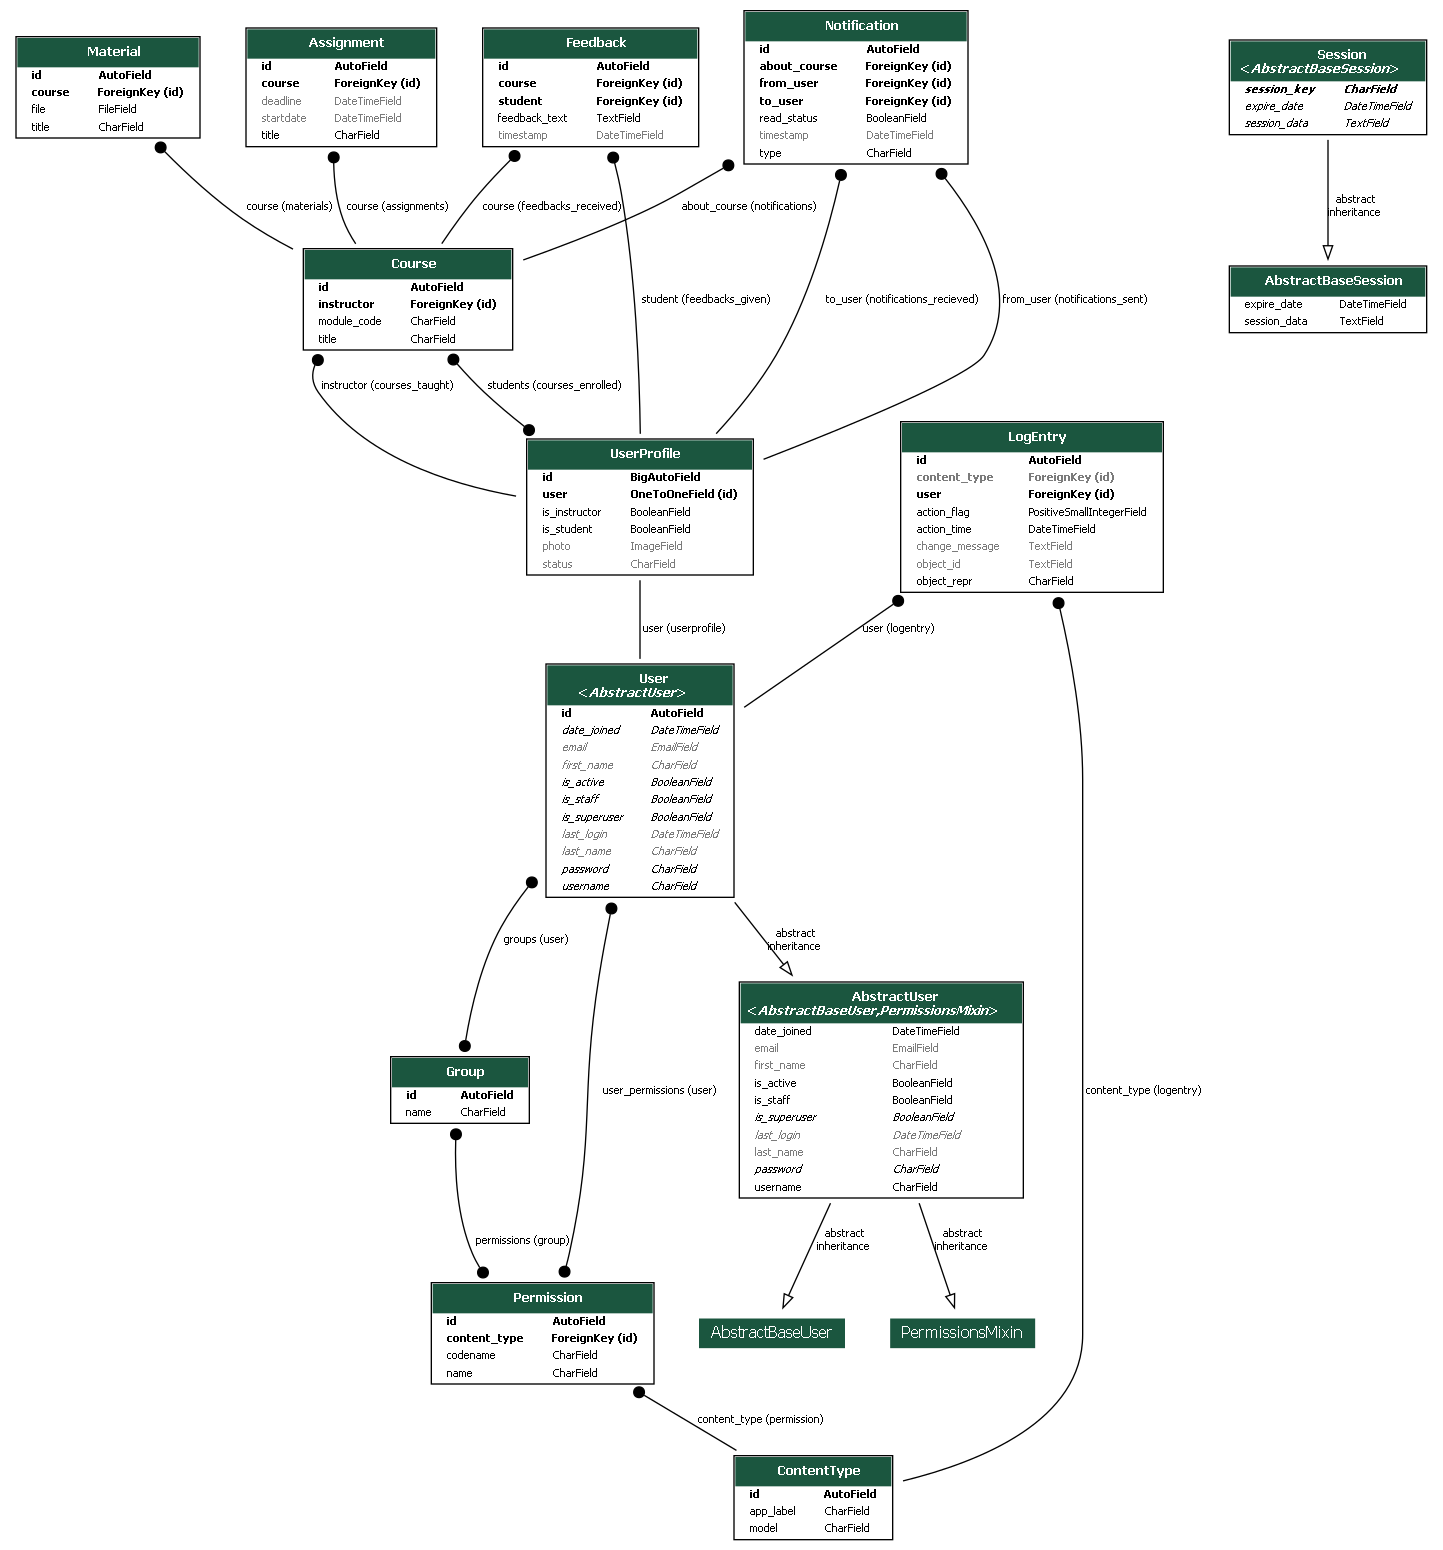 Material
id AutoField
course ForeignKey (id)
file FileField
title CharField
Assignment
id AutoField
course ForeignKey (id)
deadline DateTimeField
startdate DateTimeField
title CharField
Feedback
id AutoField
course ForeignKey (id)
student ForeignKey (id)
feedback_text TextField
timestamp DateTimeField
Notification
id AutoField
about_course ForeignKey (id)
from_user ForeignKey (id)
to_user ForeignKey (id)
read_status BooleanField
timestamp DateTimeField
type CharField
Session
<AbstractBaseSession>
session_key CharField
expire_date DateTimeField
session_data TextField
course (materials)
course (assignments)
course (feedbacks_received)
about_course (notifications)
abstract
inheritance
Course
id AutoField
instructor ForeignKey (id)
module_code CharField
title CharField
student (feedbacks_given)
to_user (notifications_recieved)
from_user (notifications_sent)
AbstractBaseSession
expire_date DateTimeField
session_data TextField
instructor (courses_taught)
students (courses_enrolled)
UserProfile
id BigAutoField
user OneToOneField (id)
is_instructor BooleanField
is_student BooleanField
photo ImageField
status CharField
LogEntry
id AutoField
content_type ForeignKey (id)
user ForeignKey (id)
action_flag PositiveSmallIntegerField
action_time DateTimeField
change_message TextField
object_id TextField
object_repr CharField
user (userprofile)
user (logentry)
User
<AbstractUser>
id AutoField
date_joined DateTimeField
email EmailField
first_name CharField
is_active BooleanField
is_staff BooleanField
is_superuser BooleanField
last_login DateTimeField
last_name CharField
password CharField
username CharField
groups (user)
abstract
inheritance
AbstractUser
<AbstractBaseUser,PermissionsMixin>
date_joined DateTimeField
email EmailField
first_name CharField
is_active BooleanField
is_staff BooleanField
is_superuser BooleanField
last_login DateTimeField
last_name CharField
password CharField
username CharField
Group
id AutoField
name CharField
user_permissions (user)
content_type (logentry)
permissions (group)
abstract
inheritance
abstract
inheritance
Permission
id AutoField
content_type ForeignKey (id)
codename CharField
name CharField
AbstractBaseUser
PermissionsMixin
content_type (permission)
ContentType
id AutoField
app_label CharField
model CharField